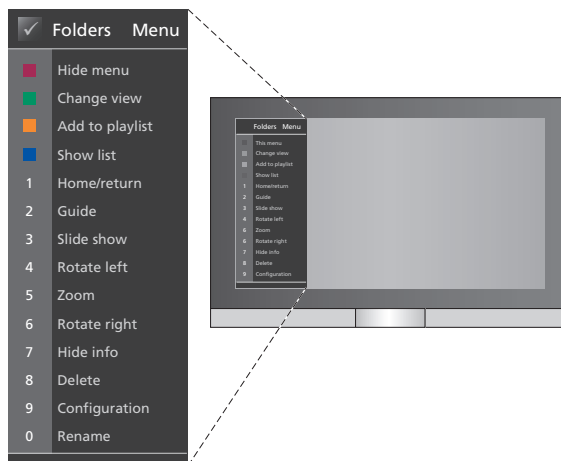 Folders Menu
Hide menu
Change view
Add to playlist
Show list
1 Home/return
2 Guide
3 Slide show
4 Rotate left
5 Zoom
6 Rotate right
7 Hide info
8 Delete
9 Configuration
0 Rename
Folders Menu
This menu
Change view
Add to playlist
Show list
1 Home/return
2 Guide
3 Slide show
4 Rotate left
6 Zoom
6 Rotate right
7 Hide info
8 Delete
9 Configuration